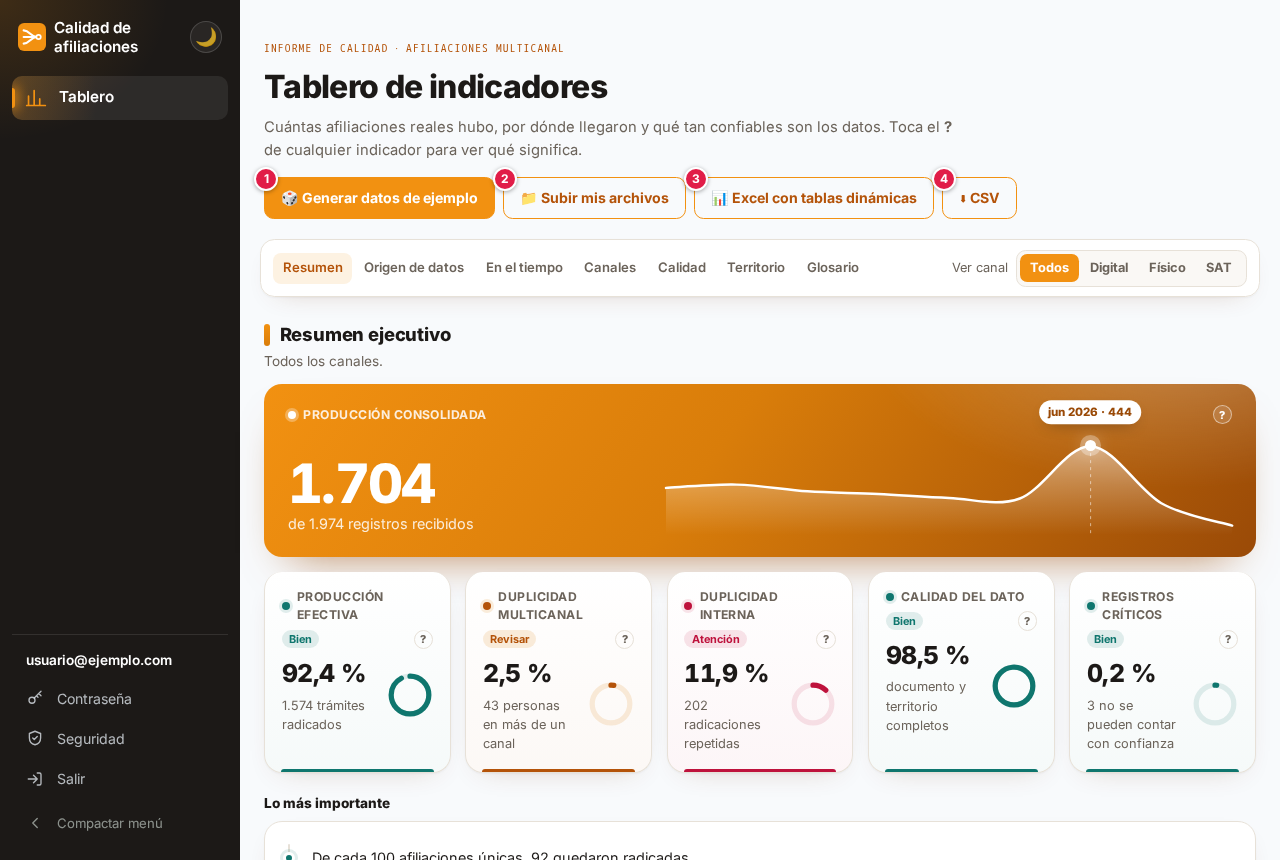 Calidad de
afiliaciones
Tablero
usuario@ejemplo.com
Contraseña
Seguridad
Salir
Compactar menú
INFORME DE CALIDAD · AFILIACIONES MULTICANAL
Tablero de indicadores
Cuántas afiliaciones reales hubo, por dónde llegaron y qué tan confiables son los datos. Toca el ?
de cualquier indicador para ver qué significa.
1 Generar datos de ejemplo
2 Subir mis archivos
3 Excel con tablas dinámicas
4 CSV
Resumen Origen de datos En el tiempo Canales Calidad Territorio Glosario Ver canal Todos Digital Físico SAT
Resumen ejecutivo
Todos los canales.
PRODUCCIÓN CONSOLIDADA
jun 2026 · 444
?
1.704
de 1.974 registros recibidos
PRODUCCIÓN
EFECTIVA
Bien ?
92,4 %
1.574 trámites
radicados
DUPLICIDAD
MULTICANAL
Revisar ?
2,5 %
43 personas
en más de un
canal
DUPLICIDAD
INTERNA
Atención ?
11,9 %
202
radicaciones
repetidas
CALIDAD DEL DATO
Bien ?
98,5 %
documento y
territorio
completos
REGISTROS
CRÍTICOS
Bien ?
0,2 %
3 no se
pueden contar
con confianza
Lo más importante
De cada 100 afiliaciones únicas, 92 quedaron radicadas